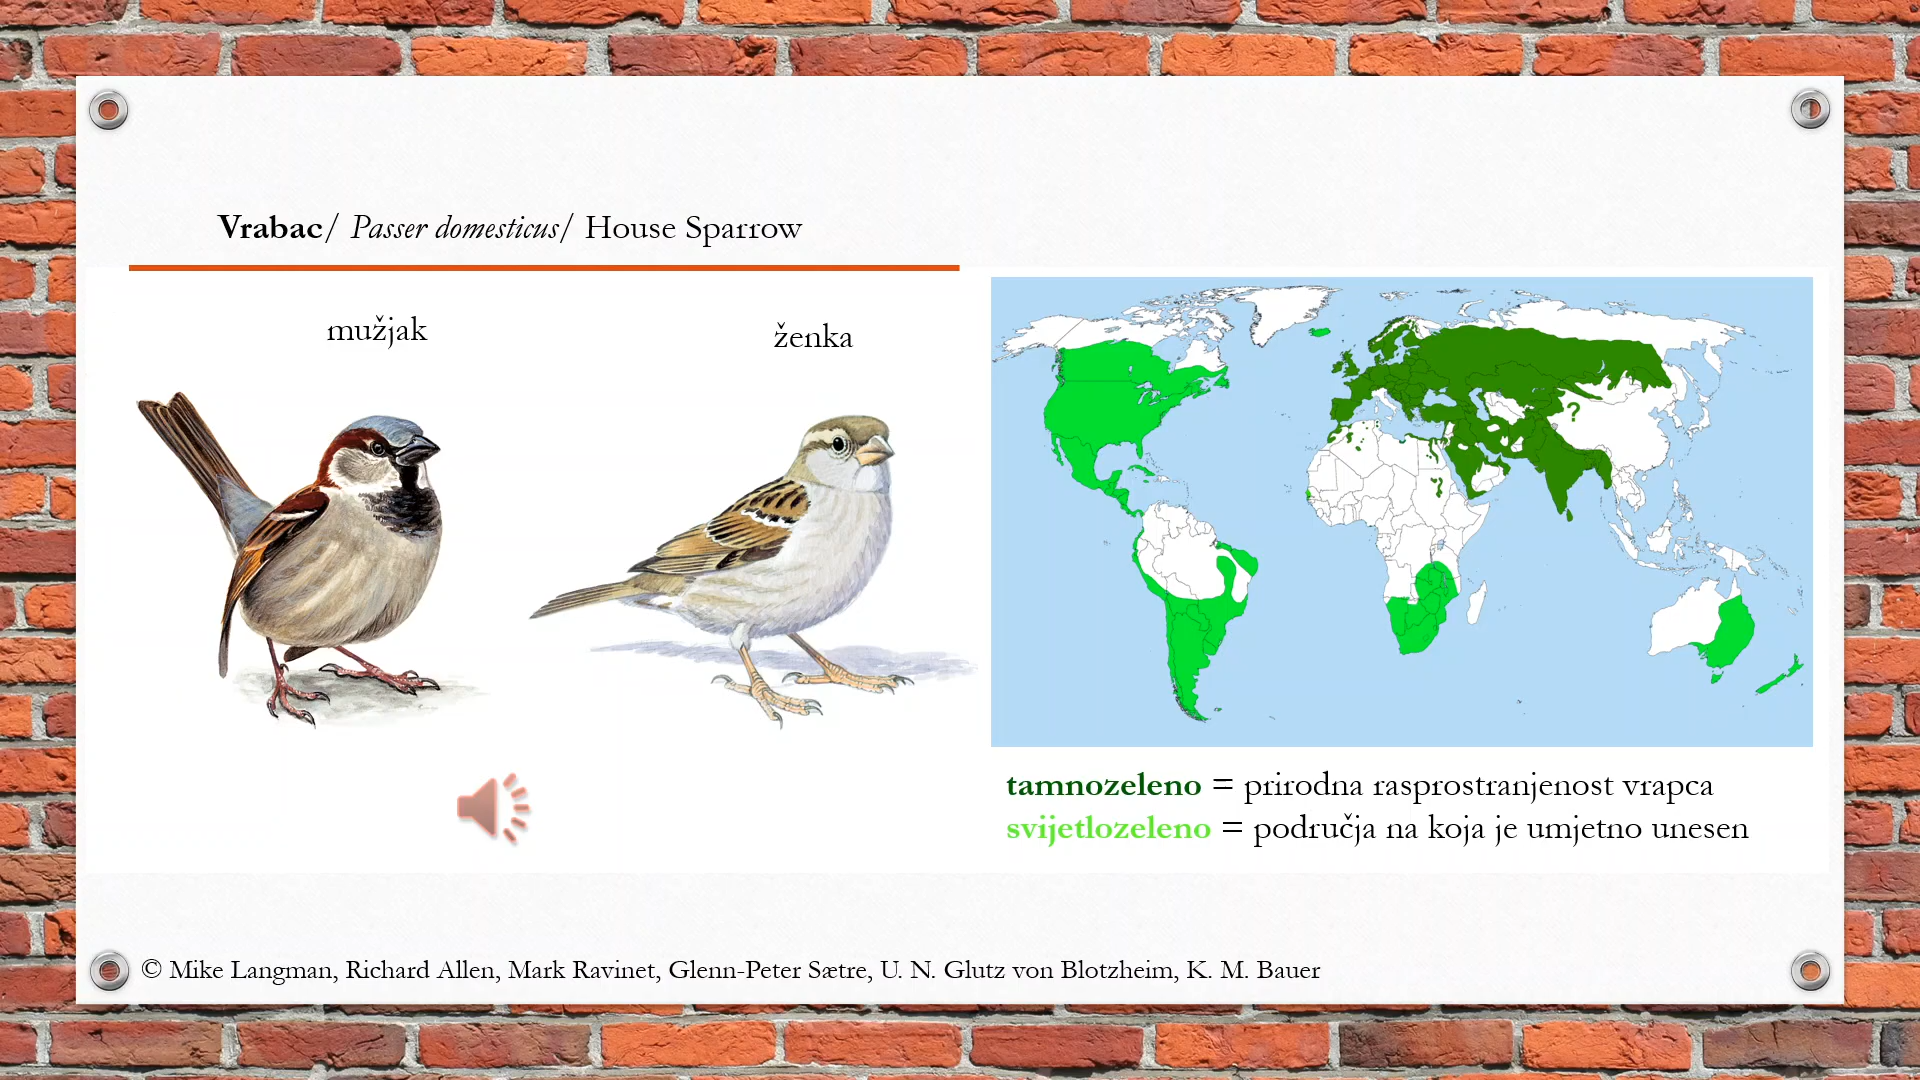 Vrabac/ Passer domesticus/ House Sparrow
mužjak
ženka
?
tamnozeleno = prirodna rasprostranjenost vrapca
svijetlozeleno = područja na koja je umjetno unesen
© Mike Langman, Richard Allen, Mark Ravinet, Glenn-Peter Sætre, U. N. Glutz von Blotzheim, K. M. Bauer